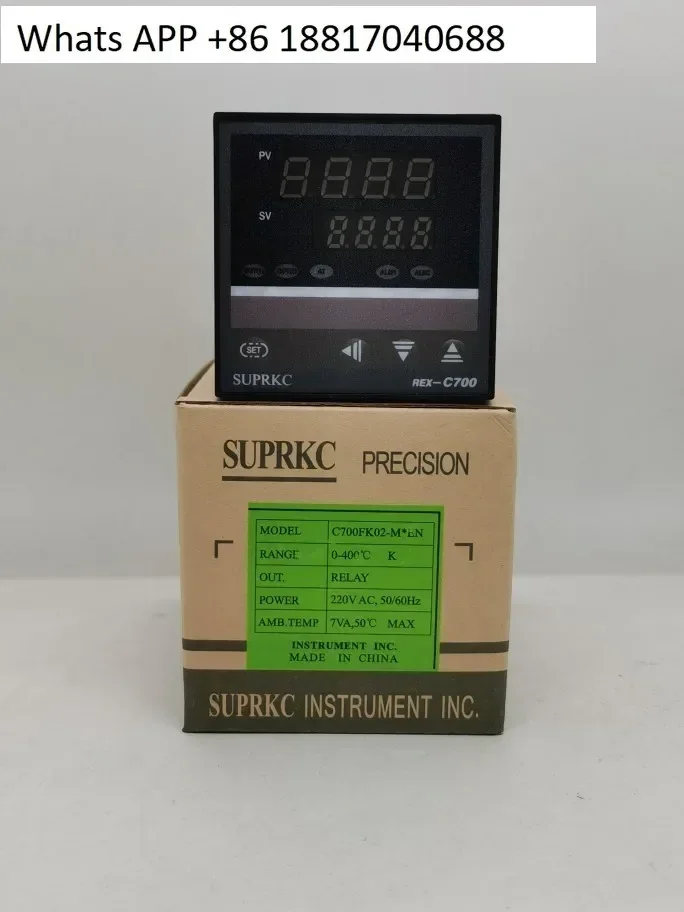 Whats APP +86 18817040688
PV
SV
AT
SET
SUPRKC
REX-C700
SUPRKC PRECISION
MODEL C700FK02-M*EN
RANGE 0-400℃ K
OUT. RELAY
POWER 220V AC, 50/60Hz
AMB.TEMP 7VA,50℃ MAX
INSTRUMENT INC.
MADE IN CHINA
SUPRKC INSTRUMENT INC.